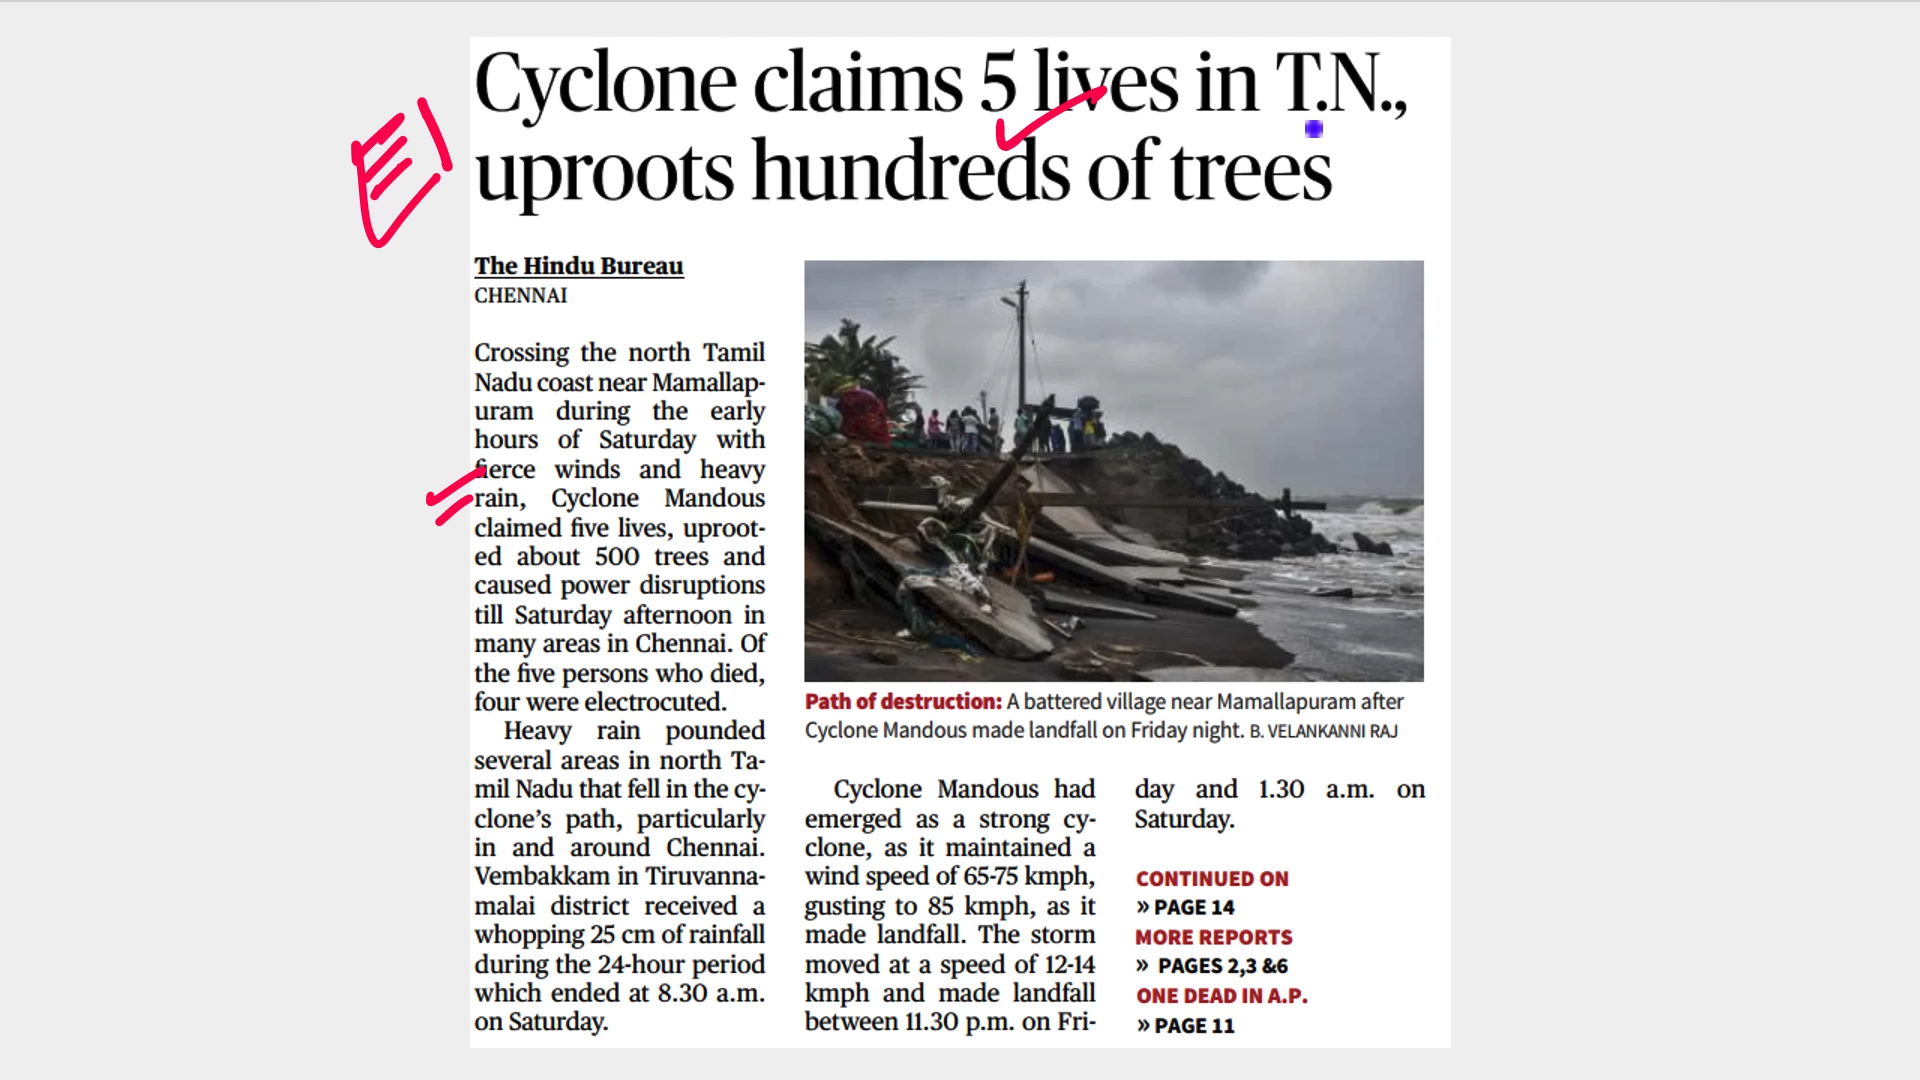 Cyclone claims 5 lives in T.N.,
uproots hundreds of trees
The Hindu Bureau
CHENNAI
Crossing the north Tamil
Nadu coast near Mamallap-
uram during the early
hours of Saturday with
fierce winds and heavy
rain, Cyclone Mandous
claimed five lives, uproot-
ed about 500 trees and
caused power disruptions
till Saturday afternoon in
many areas in Chennai. Of
the five persons who died,
four were electrocuted.
Heavy rain pounded
several areas in north Ta-
mil Nadu that fell in the cy-
clone's path, particularly
in and around Chennai.
Vembakkam in Tiruvanna-
malai district received a
whopping 25 cm of rainfall
during the 24-hour period
which ended at 8.30 a.m.
on Saturday.
Path of destruction: A battered village near Mamallapuram after
Cyclone Mandous made landfall on Friday night. B. VELANKANNI RAJ
Cyclone Mandous had
emerged as a strong cy-
clone, as it maintained a
wind speed of 65-75 kmph,
gusting to 85 kmph, as it
made landfall. The storm
moved at a speed of 12-14
kmph and made landfall
between 11.30 p.m. on Fri-
day and 1.30 a.m. on
Saturday.
CONTINUED ON
» PAGE 14
MORE REPORTS
» PAGES 2,3 &6
ONE DEAD IN A.P.
» PAGE 11